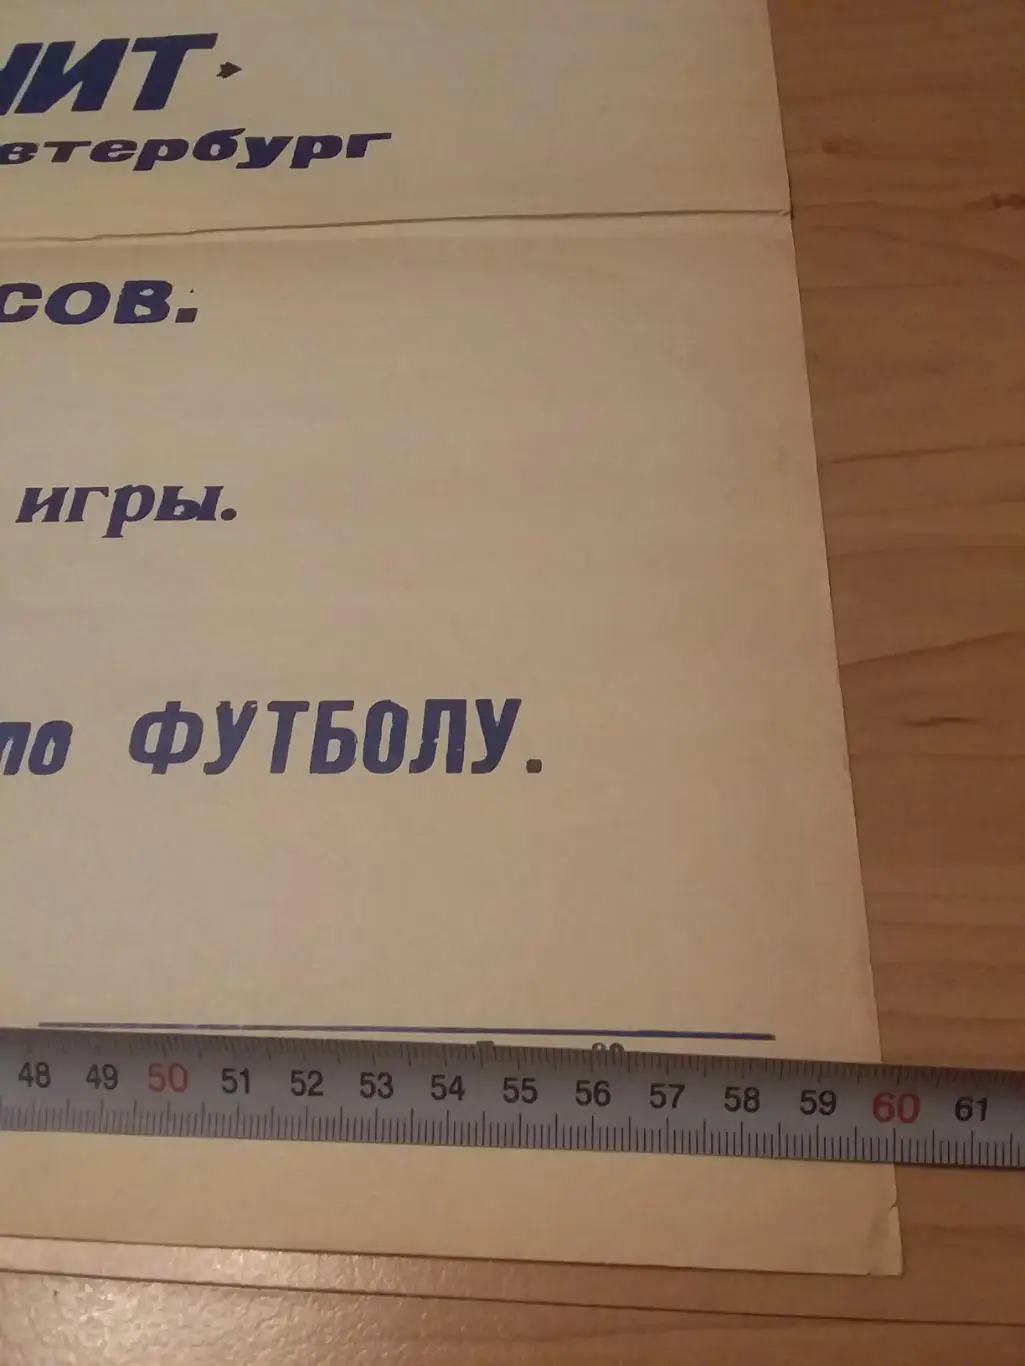 НИТ»
етербург
сов.
игры.
по ФУТБОЛУ.
48 49 50 51 52 53 54 55 56 57 58 59 60 61